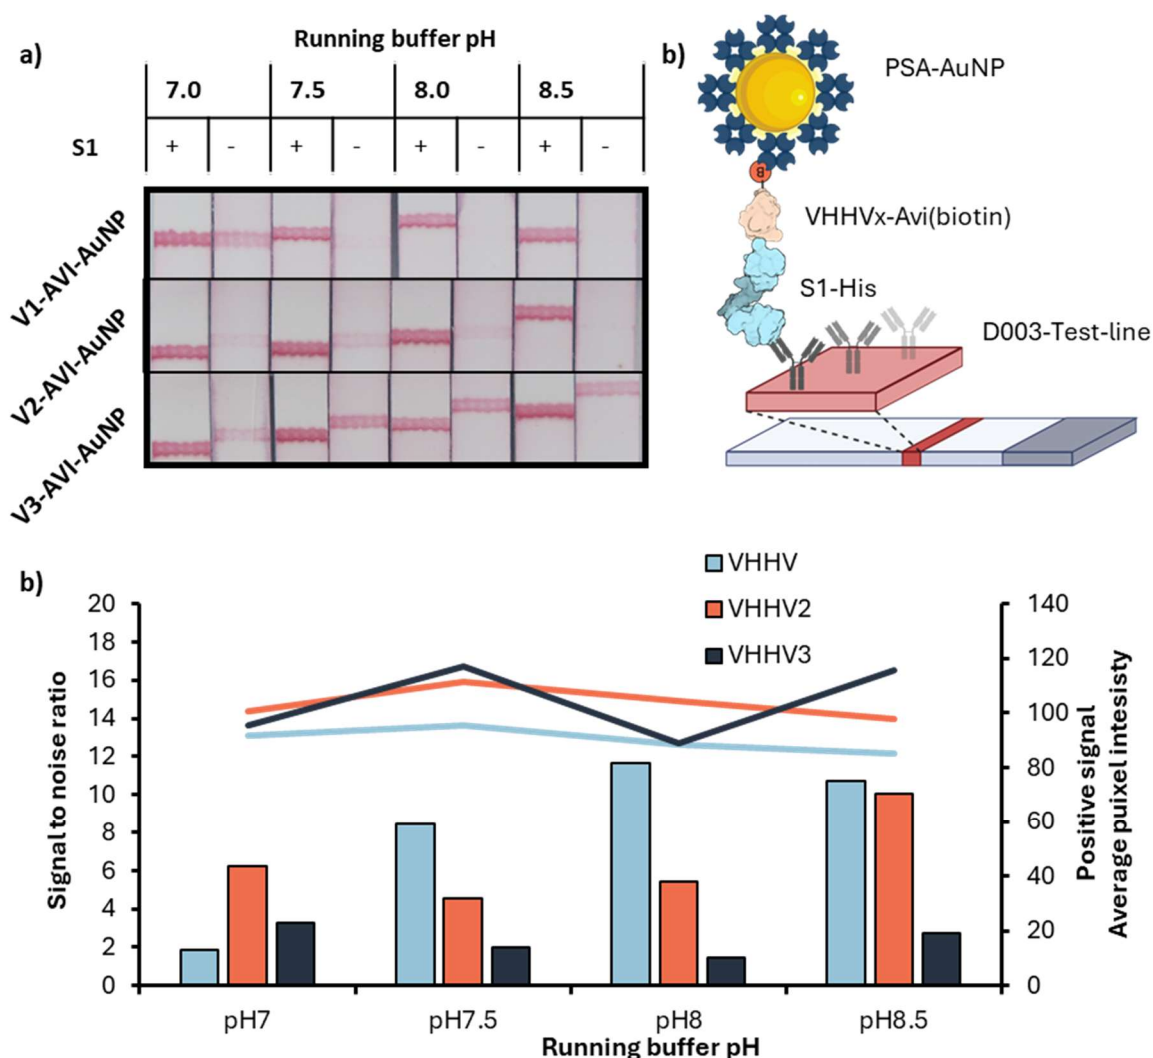 a)
Running buffer pH
7.0 7.5 8.0 8.5
S1 + - + - + - + -
V1-AVI-AuNP
V2-AVI-AuNP
V3-AVI-AuNP
b)
PSA-AuNP
B
VHHVx-Avi(biotin)
S1-His
D003-Test-line
b)
VHHV
VHHV2
VHHV3
Signal to noise ratio
20
18
16
14
12
10
8
6
4
2
0
140
120
100
80
60
40
20
0
Positive signal
Average puixel intesisty
pH7 pH7.5 pH8 pH8.5
Running buffer pH